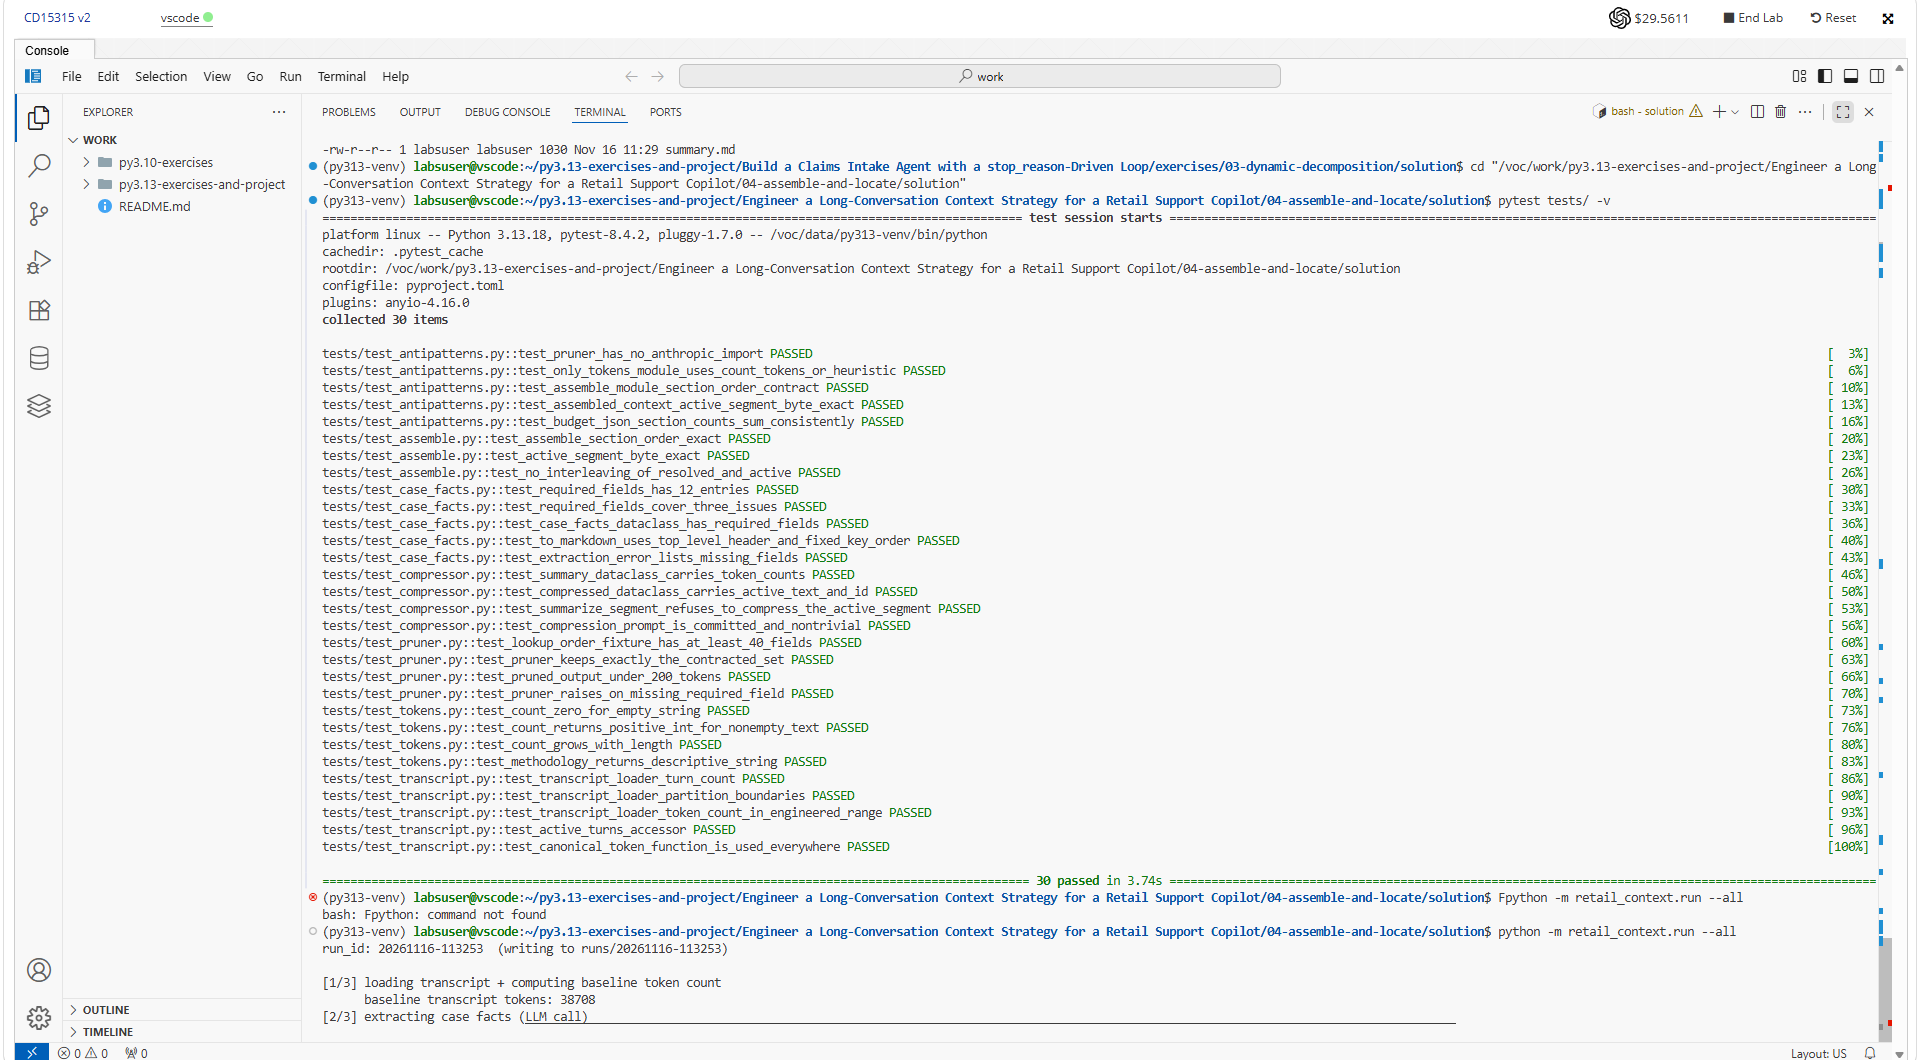 CD15315 v2
vscode
$29.5611
End Lab
Reset
Console
File Edit Selection View Go Run Terminal Help
work
EXPLORER
PROBLEMS OUTPUT DEBUG CONSOLE TERMINAL PORTS
bash - solution
WORK
py3.10-exercises
py3.13-exercises-and-project
README.md
-rw-r--r-- 1 labsuser labsuser 1030 Nov 16 11:29 summary.md
(py313-venv) labsuser@vscode:~/py3.13-exercises-and-project/Build a Claims Intake Agent with a stop_reason-Driven Loop/exercises/03-dynamic-decomposition/solution$ cd "/voc/work/py3.13-exercises-and-project/Engineer a Long
-Conversation Context Strategy for a Retail Support Copilot/04-assemble-and-locate/solution"
(py313-venv) labsuser@vscode:~/py3.13-exercises-and-project/Engineer a Long-Conversation Context Strategy for a Retail Support Copilot/04-assemble-and-locate/solution$ pytest tests/ -v
test session starts
platform linux -- Python 3.13.18, pytest-8.4.2, pluggy-1.7.0 -- /voc/data/py313-venv/bin/python
cachedir: .pytest_cache
rootdir: /voc/work/py3.13-exercises-and-project/Engineer a Long-Conversation Context Strategy for a Retail Support Copilot/04-assemble-and-locate/solution
configfile: pyproject.toml
plugins: anyio-4.16.0
collected 30 items
tests/test_antipatterns.py::test_pruner_has_no_anthropic_import PASSED [  3%]
tests/test_antipatterns.py::test_only_tokens_module_uses_count_tokens_or_heuristic PASSED [  6%]
tests/test_antipatterns.py::test_assemble_module_section_order_contract PASSED [ 10%]
tests/test_antipatterns.py::test_assembled_context_active_segment_byte_exact PASSED [ 13%]
tests/test_antipatterns.py::test_budget_json_section_counts_sum_consistently PASSED [ 16%]
tests/test_assemble.py::test_assemble_section_order_exact PASSED [ 20%]
tests/test_assemble.py::test_active_segment_byte_exact PASSED [ 23%]
tests/test_assemble.py::test_no_interleaving_of_resolved_and_active PASSED [ 26%]
tests/test_case_facts.py::test_required_fields_has_12_entries PASSED [ 30%]
tests/test_case_facts.py::test_required_fields_cover_three_issues PASSED [ 33%]
tests/test_case_facts.py::test_case_facts_dataclass_has_required_fields PASSED [ 36%]
tests/test_case_facts.py::test_to_markdown_uses_top_level_header_and_fixed_key_order PASSED [ 40%]
tests/test_case_facts.py::test_extraction_error_lists_missing_fields PASSED [ 43%]
tests/test_compressor.py::test_summary_dataclass_carries_token_counts PASSED [ 46%]
tests/test_compressor.py::test_compressed_dataclass_carries_active_text_and_id PASSED [ 50%]
tests/test_compressor.py::test_summarize_segment_refuses_to_compress_the_active_segment PASSED [ 53%]
tests/test_compressor.py::test_compression_prompt_is_committed_and_nontrivial PASSED [ 56%]
tests/test_pruner.py::test_lookup_order_fixture_has_at_least_40_fields PASSED [ 60%]
tests/test_pruner.py::test_pruner_keeps_exactly_the_contracted_set PASSED [ 63%]
tests/test_pruner.py::test_pruned_output_under_200_tokens PASSED [ 66%]
tests/test_pruner.py::test_pruner_raises_on_missing_required_field PASSED [ 70%]
tests/test_tokens.py::test_count_zero_for_empty_string PASSED [ 73%]
tests/test_tokens.py::test_count_returns_positive_int_for_nonempty_text PASSED [ 76%]
tests/test_tokens.py::test_count_grows_with_length PASSED [ 80%]
tests/test_tokens.py::test_methodology_returns_descriptive_string PASSED [ 83%]
tests/test_transcript.py::test_transcript_loader_turn_count PASSED [ 86%]
tests/test_transcript.py::test_transcript_loader_partition_boundaries PASSED [ 90%]
tests/test_transcript.py::test_transcript_loader_token_count_in_engineered_range PASSED [ 93%]
tests/test_transcript.py::test_active_turns_accessor PASSED [ 96%]
tests/test_transcript.py::test_canonical_token_function_is_used_everywhere PASSED [100%]
30 passed in 3.74s
(py313-venv) labsuser@vscode:~/py3.13-exercises-and-project/Engineer a Long-Conversation Context Strategy for a Retail Support Copilot/04-assemble-and-locate/solution$ Fpython -m retail_context.run --all
bash: Fpython: command not found
(py313-venv) labsuser@vscode:~/py3.13-exercises-and-project/Engineer a Long-Conversation Context Strategy for a Retail Support Copilot/04-assemble-and-locate/solution$ python -m retail_context.run --all
run_id: 20261116-113253  (writing to runs/20261116-113253)
[1/3] loading transcript + computing baseline token count
baseline transcript tokens: 38708
[2/3] extracting case facts (LLM call)
OUTLINE
TIMELINE
0 0 0
Layout: US